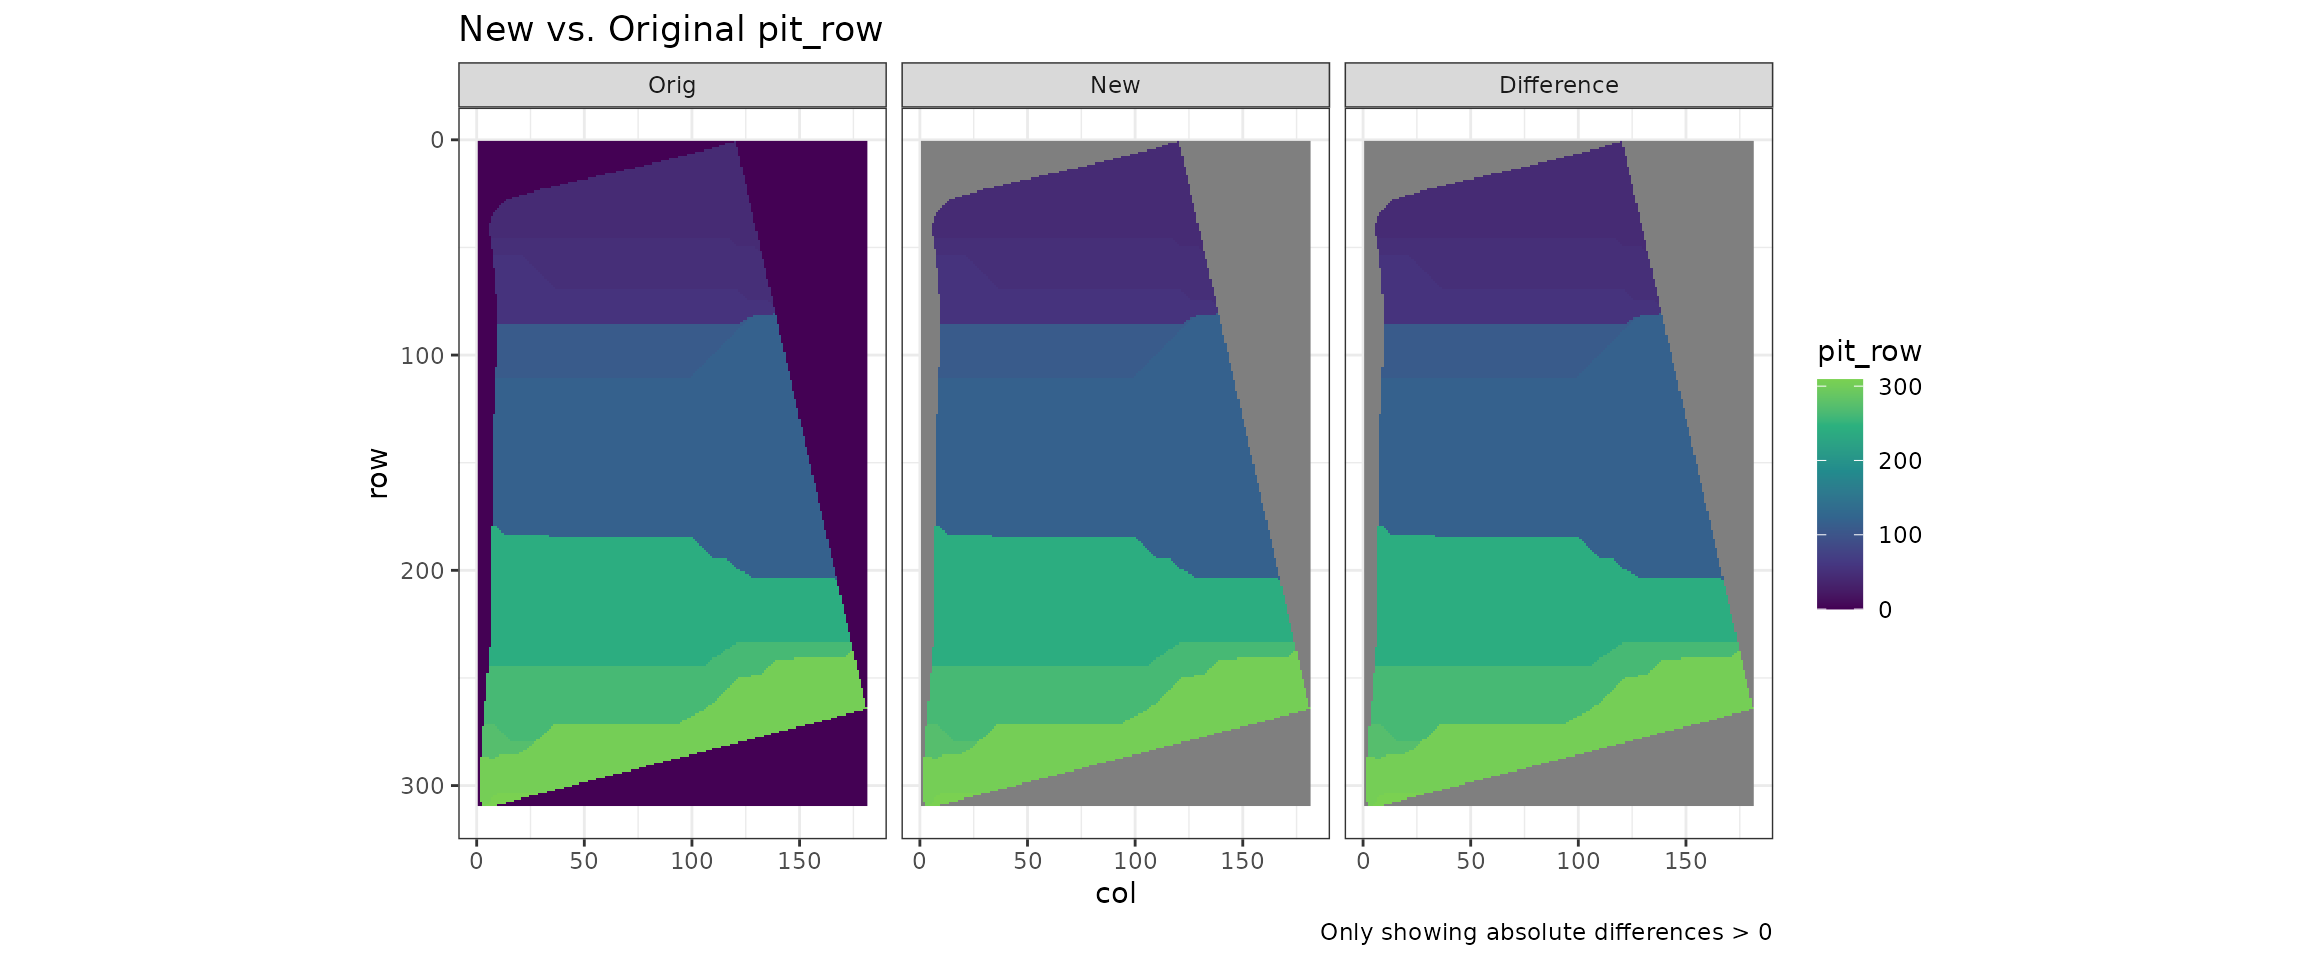 New vs. Original pit_row
Orig
New
Difference
0
100
200
300
row
0 50 100 150
0 50 100 150
0 50 100 150
col
pit_row
300
200
100
0
Only showing absolute differences > 0